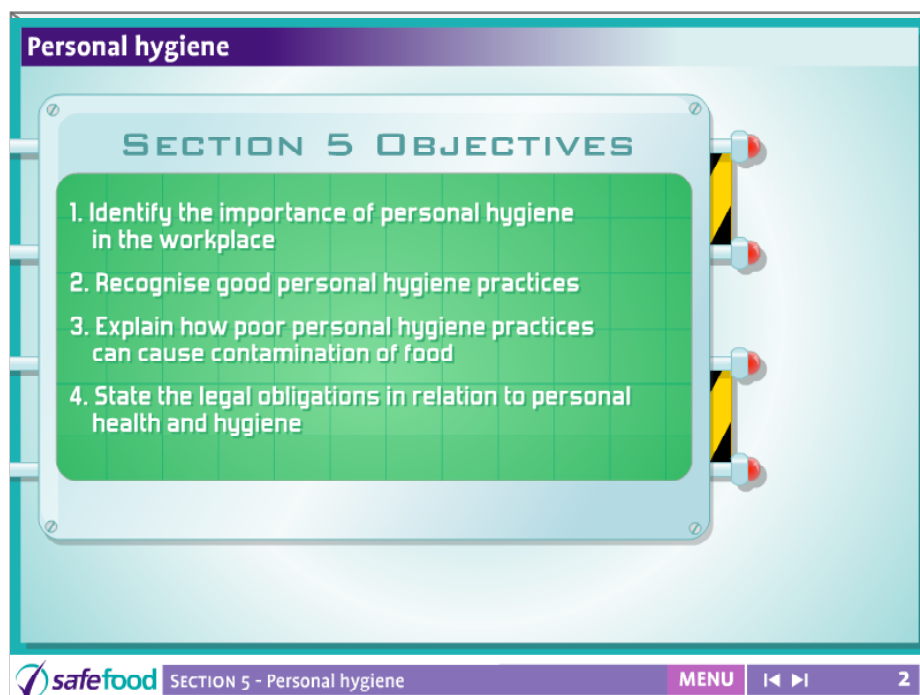 Personal hygiene
SECTION 5 OBJECTIVES
1. Identify the importance of personal hygiene
in the workplace
2. Recognise good personal hygiene practices
3. Explain how poor personal hygiene practices
can cause contamination of food
4. State the legal obligations in relation to personal
health and hygiene
safefood SECTION 5 - Personal hygiene MENU 2